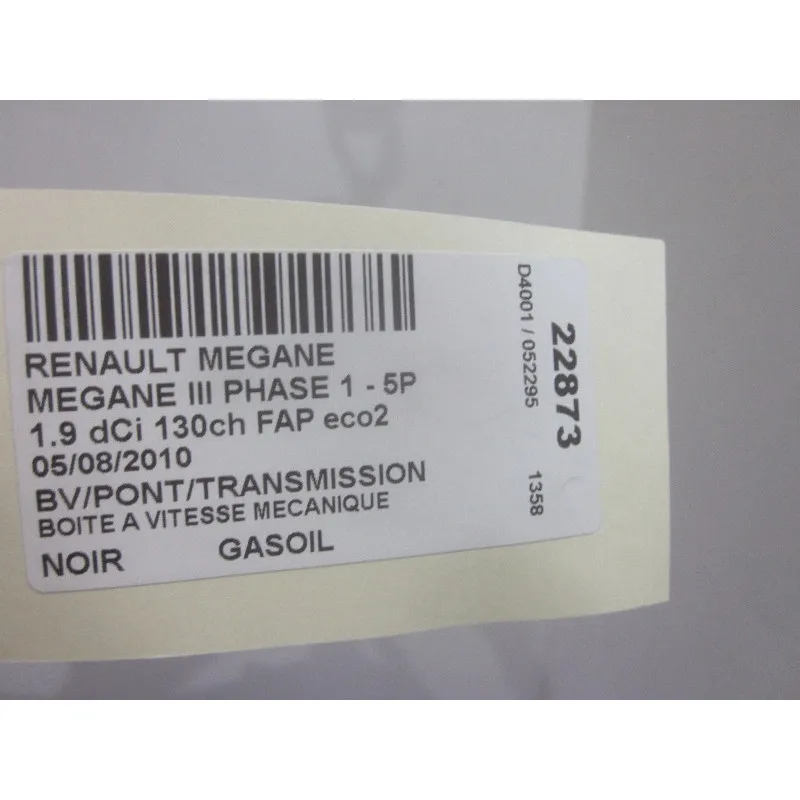 RENAULT MEGANE
MEGANE III PHASE 1 - 5P
1.9 dCi 130ch FAP eco2
05/08/2010
BV/PONT/TRANSMISSION
BOITE A VITESSE MECANIQUE
NOIR GASOIL
D4001 / 052295 1358
22873